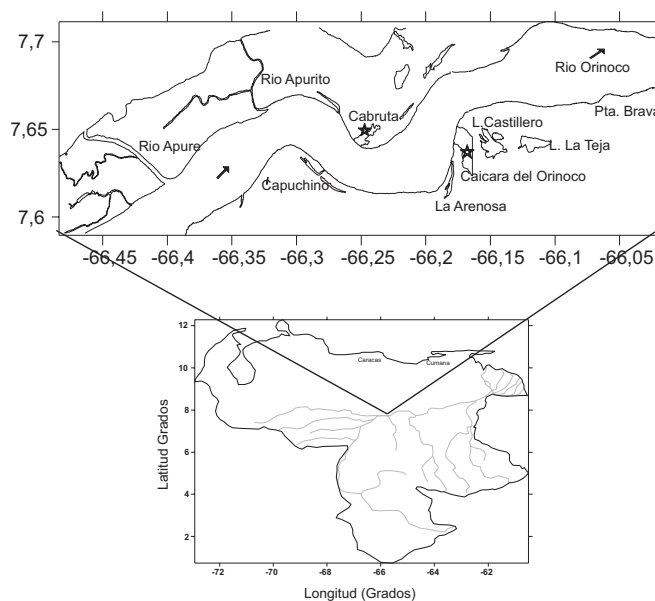 7,7
7,65
7,6
Rio Apurito
Rio Orinoco
Cabruta
L.Castillero
Pta. Brava
Rio Apure
L. La Teja
Capuchino
Caicara del Orinoco
La Arenosa
-66,45 -66,4 -66,35 -66,3 -66,25 -66,2 -66,15 -66,1 -66,05
12
10
8
6
4
2
Caracas
Cumana
Latitud Grados
-72 -70 -68 -66 -64 -62
Longitud (Grados)